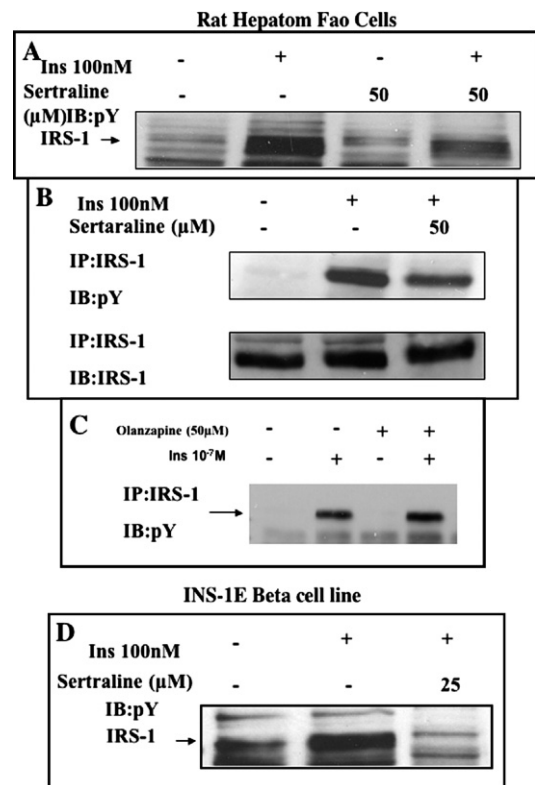 Rat Hepatom Fao Cells
A
Ins 100nM - + - +
Sertraline - - 50 50
(µM)IB:pY
IRS-1
B
Ins 100nM - + +
Sertaraline (µM) - - 50
IP:IRS-1
IB:pY
IP:IRS-1
IB:IRS-1
C
Olanzapine (50µM) - - + +
Ins 10-7M - + - +
IP:IRS-1
IB:pY
INS-1E Beta cell line
D
Ins 100nM - + +
Sertraline (µM) - - 25
IB:pY
IRS-1